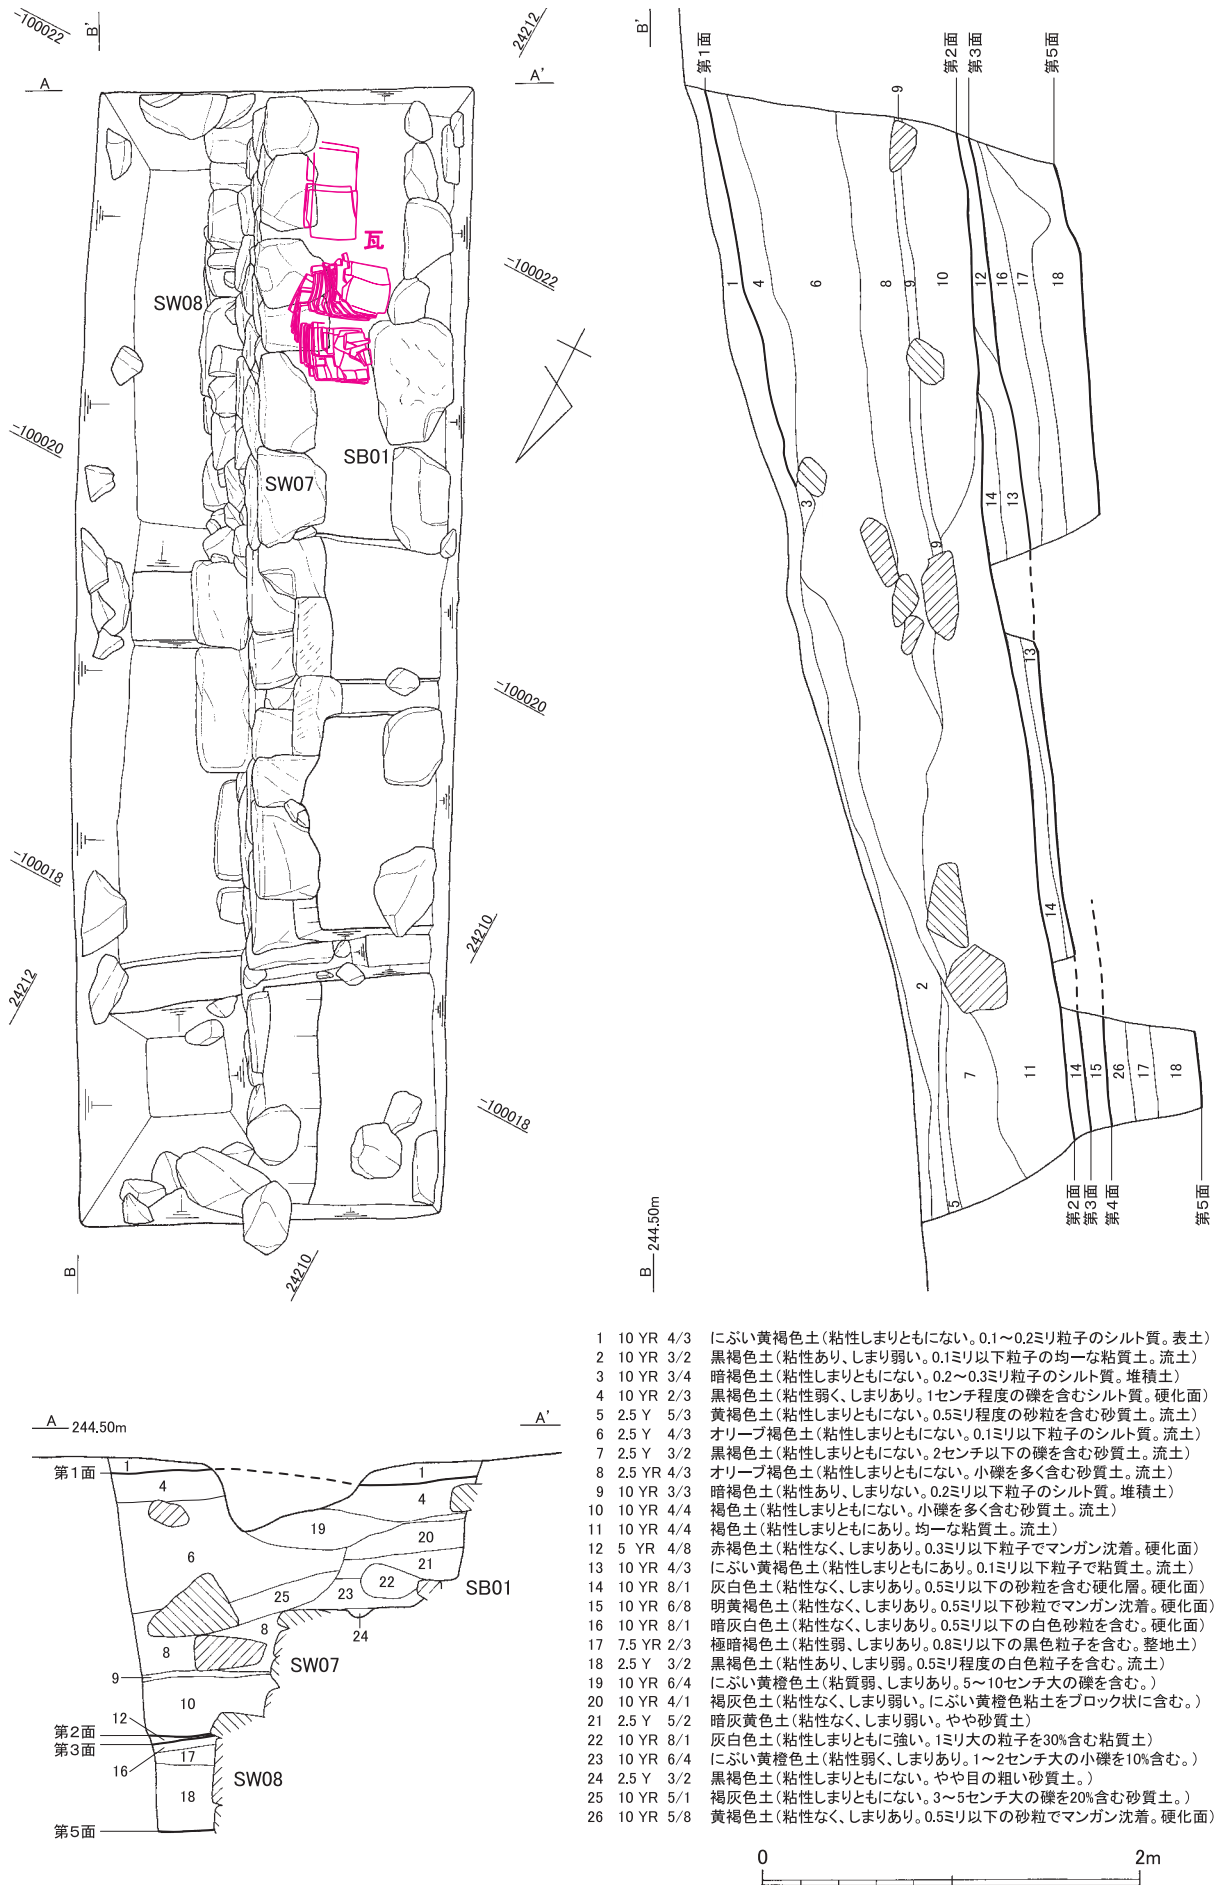 -100022
B'
24212
A
A'
瓦
-100022
SW08
-100020
SB01
SW07
-100020
-100018
24210
24212
-100018
B
24210
B'
第1面
9
第2面
第3面
第5面
1
4
6
8
9
10
12
16
17
18
3
14
13
9
13
14
2
7
11
14
15
26
17
18
5
第2面
第3面
第4面
第5面
B
244.50m
1 10 YR 4/3 にぶい黄褐色土(粘性しまりともにない。0.1~0.2ミリ粒子のシルト質。表土)
2 10 YR 3/2 黒褐色土(粘性あり、しまり弱い。0.1ミリ以下粒子の均一な粘質土。流土)
3 10 YR 3/4 暗褐色土(粘性しまりともにない。0.2~0.3ミリ粒子のシルト質。堆積土)
4 10 YR 2/3 黒褐色土(粘性弱く、しまりあり。1センチ程度の礫を含むシルト質。硬化面)
5 2.5 Y 5/3 黄褐色土(粘性しまりともにない。0.5ミリ程度の砂粒を含む砂質土。流土)
6 2.5 Y 4/3 オリーブ褐色土(粘性しまりともにない。0.1ミリ以下粒子のシルト質。流土)
7 2.5 Y 3/2 黒褐色土(粘性しまりともにない。2センチ以下の礫を含む砂質土。流土)
8 2.5 YR 4/3 オリーブ褐色土(粘性しまりともにない。小礫を多く含む砂質土。流土)
9 10 YR 3/3 暗褐色土(粘性あり、しまりない。0.2ミリ以下粒子のシルト質。堆積土)
10 10 YR 4/4 褐色土(粘性しまりともにない。小礫を多く含む砂質土。流土)
11 10 YR 4/4 褐色土(粘性しまりともにあり。均一な粘質土。流土)
12 5 YR 4/8 赤褐色土(粘性なく、しまりあり。0.3ミリ以下粒子でマンガン沈着。硬化面)
13 10 YR 4/3 にぶい黄褐色土(粘性しまりともにあり。0.1ミリ以下粒子で粘質土。流土)
14 10 YR 8/1 灰白色土(粘性なく、しまりあり。0.5ミリ以下の砂粒を含む硬化層。硬化面)
15 10 YR 6/8 明黄褐色土(粘性なく、しまりあり。0.5ミリ以下砂粒でマンガン沈着。硬化面)
16 10 YR 8/1 暗灰白色土(粘性なく、しまりあり。0.5ミリ以下の白色砂粒を含む。硬化面)
17 7.5 YR 2/3 極暗褐色土(粘性弱、しまりあり。0.8ミリ以下の黒色粒子を含む。整地土)
18 2.5 Y 3/2 黒褐色土(粘性あり、しまり弱。0.5ミリ程度の白色粒子を含む。流土)
19 10 YR 6/4 にぶい黄橙色土(粘質弱、しまりあり。5~10センチ大の礫を含む。)
20 10 YR 4/1 褐灰色土(粘性なく、しまり弱い。にぶい黄橙色粘土をブロック状に含む。)
21 2.5 Y 5/2 暗灰黄色土(粘性なく、しまり弱い。やや砂質土)
22 10 YR 8/1 灰白色土(粘性しまりともに強い。1ミリ大の粒子を30%含む粘質土)
23 10 YR 6/4 にぶい黄橙色土(粘性弱く、しまりあり。1~2センチ大の小礫を10%含む。)
24 2.5 Y 3/2 黒褐色土(粘性しまりともにない。やや目の粗い砂質土。)
25 10 YR 5/1 褐灰色土(粘性しまりともにない。3~5センチ大の礫を20%含む砂質土。)
26 10 YR 5/8 黄褐色土(粘性なく、しまりあり。0.5ミリ以下の砂粒でマンガン沈着。硬化面)
A
244.50m
A'
第1面
1
1
4
4
19
20
6
21
22
23
25
SB01
8
24
8
SW07
9
10
12
第2面
第3面
17
16
SW08
18
第5面
0
2m